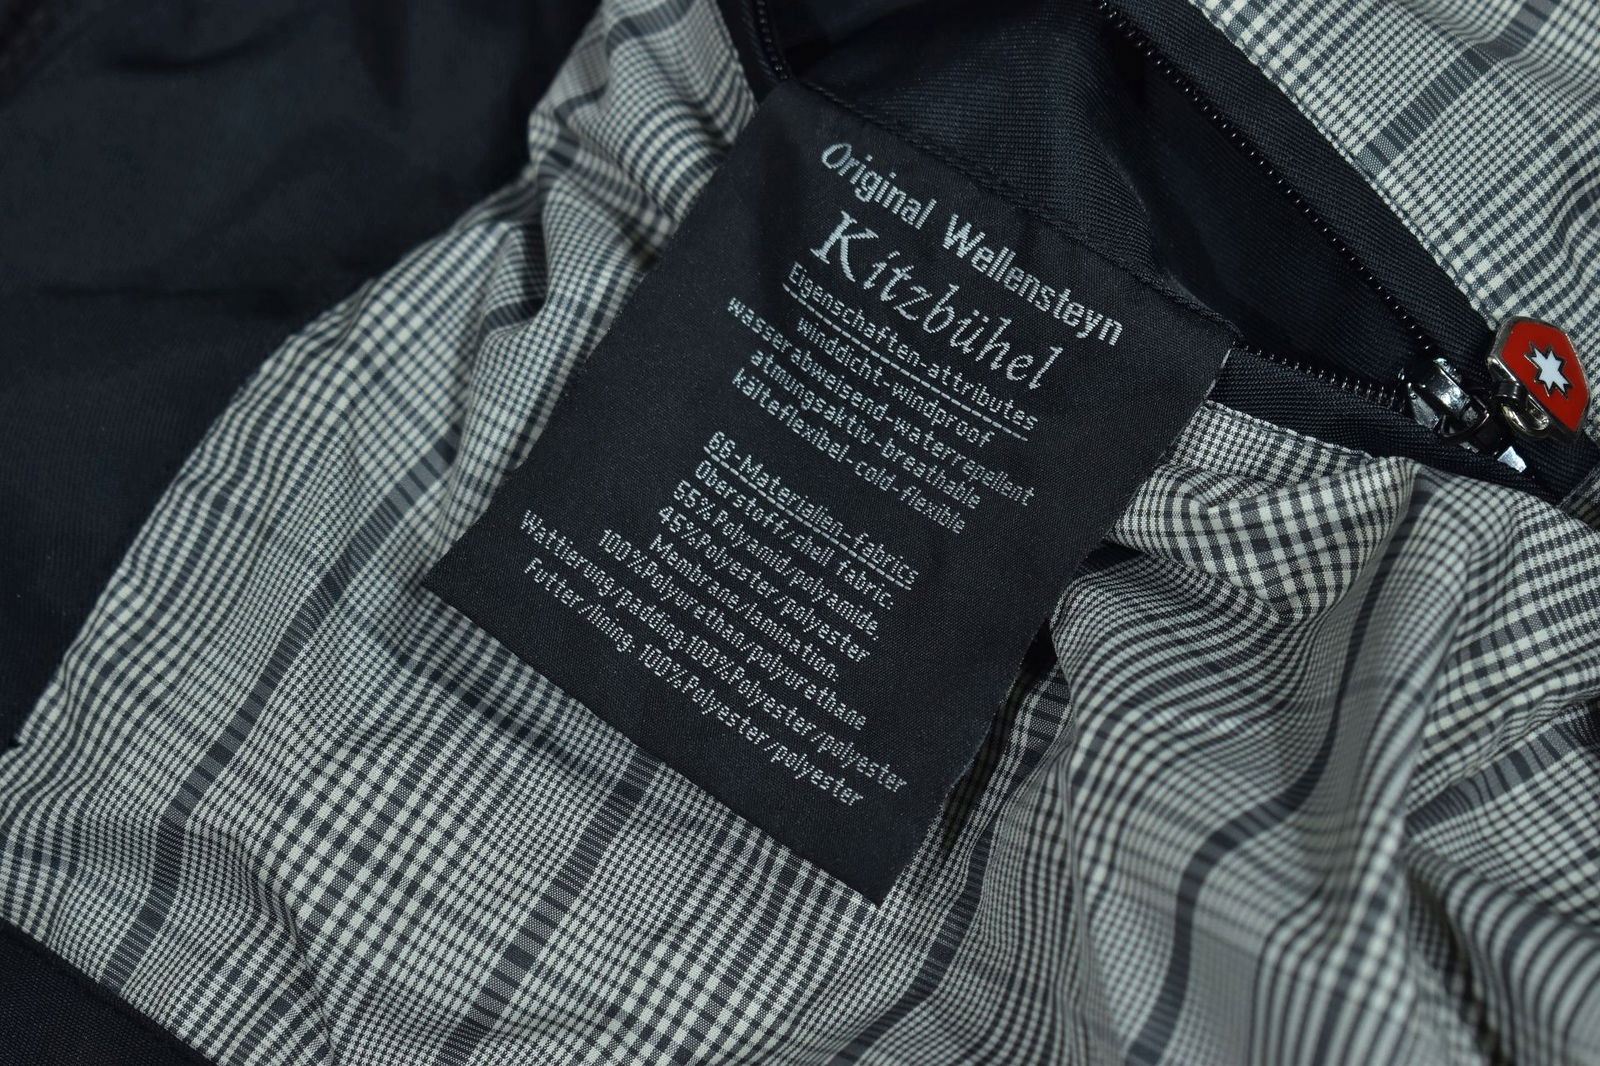 Original Wellensteyn
Kitzbühel
Eigenschaften-attributes
winddicht-windproof
wasserabweisend-waterrepellent
atmungsaktiv-breathable
kälteflexibel-cold-flexible
66-Materialien-fabrics
Oberstoff/shell fabric:
55%Polyamid/polyamide.
45%Polyester/polyester
Membrane/lamination.
100%Polyurethan/polyurethane
Wattierung/padding.100%Polyester/polyester
Futter/lining.100%Polyester/polyester